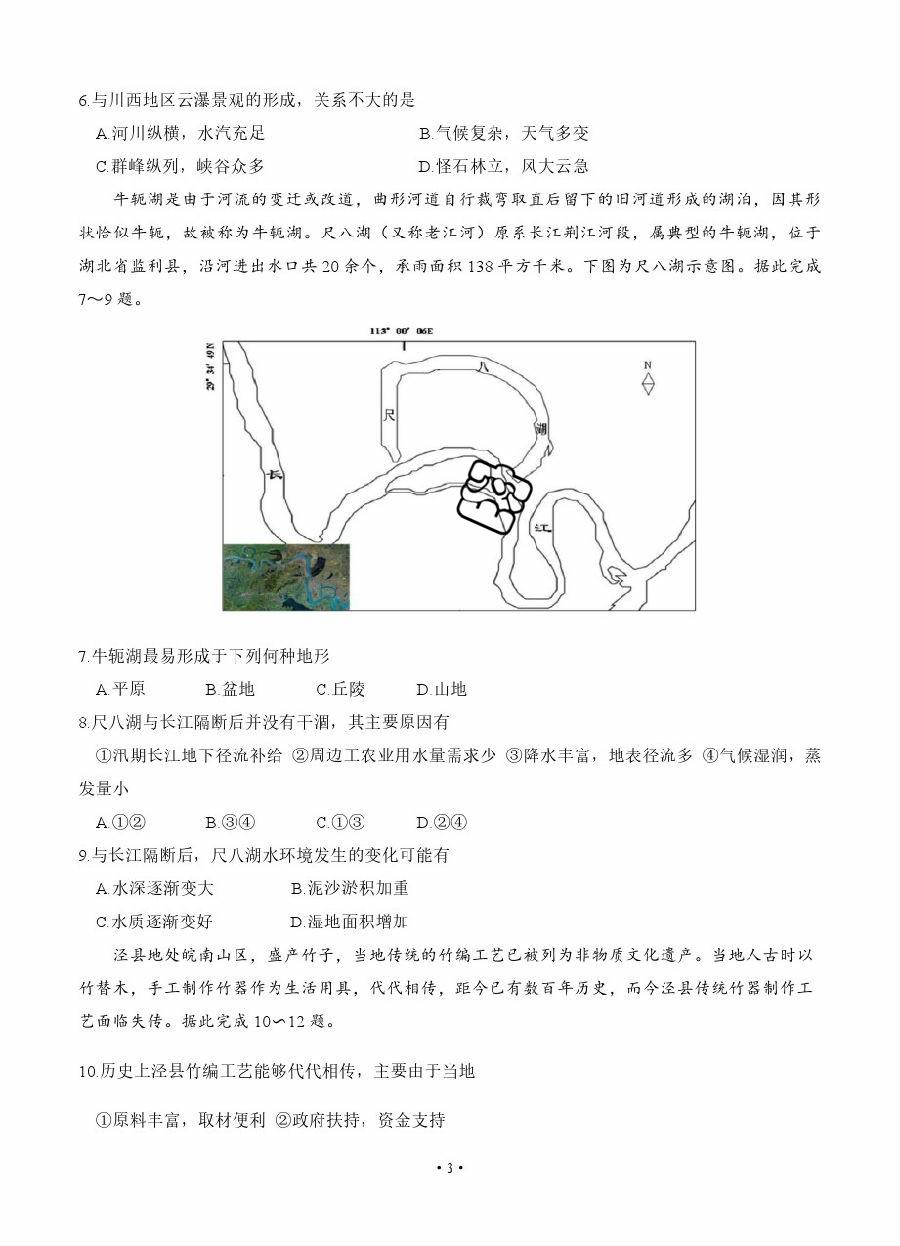 6.与川西地区云瀑景观的形成，关系不大的是
A.河川纵横，水汽充足 B.气候复杂，天气多变
C.群峰纵列，峡谷众多 D.怪石林立，风大云急
牛轭湖是由于河流的变迁或改道，曲形河道自行裁弯取直后留下的旧河道形成的湖泊，因其形
状恰似牛轭，故被称为牛轭湖。尺八湖（又称老江河）原系长江荆江河段，属典型的牛轭湖，位于
湖北省监利县，沿河进出水口共 20 余个，承雨面积 138 平方千米。下图为尺八湖示意图。据此完成
7～9 题。
113° 00′ 06E
29° 34′ 49N
N
八
尺
湖
长
江
7.牛轭湖最易形成于下列何种地形
A.平原 B.盆地 C.丘陵 D.山地
8.尺八湖与长江隔断后并没有干涸，其主要原因有
①汛期长江地下径流补给 ②周边工农业用水量需求少 ③降水丰富，地表径流多 ④气候湿润，蒸
发量小
A.①② B.③④ C.①③ D.②④
9.与长江隔断后，尺八湖水环境发生的变化可能有
A.水深逐渐变大 B.泥沙淤积加重
C.水质逐渐变好 D.湿地面积增加
泾县地处皖南山区，盛产竹子，当地传统的竹编工艺已被列为非物质文化遗产。当地人古时以
竹替木，手工制作竹器作为生活用具，代代相传，距今已有数百年历史，而今泾县传统竹器制作工
艺面临失传。据此完成 10～12 题。
10.历史上泾县竹编工艺能够代代相传，主要由于当地
①原料丰富，取材便利 ②政府扶持，资金支持
• 3 •